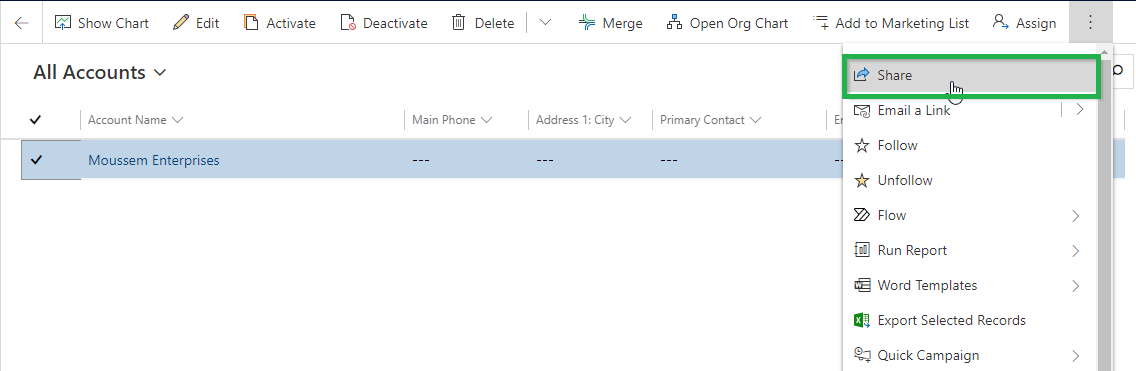 Show Chart Edit Activate Deactivate Delete Merge Open Org Chart Add to Marketing List Assign
All Accounts
Share
Account Name Main Phone Address 1: City Primary Contact
Email a Link
Follow
Moussem Enterprises --- --- ---
Unfollow
Flow
Run Report
Word Templates
Export Selected Records
Quick Campaign